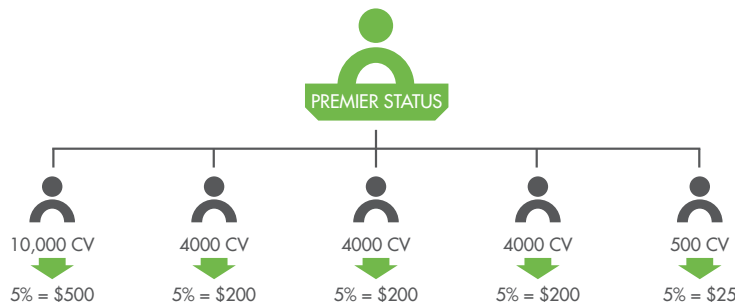 PREMIER STATUS
10,000 CV 4000 CV 4000 CV 4000 CV 500 CV
5% = $500 5% = $200 5% = $200 5% = $200 5% = $25